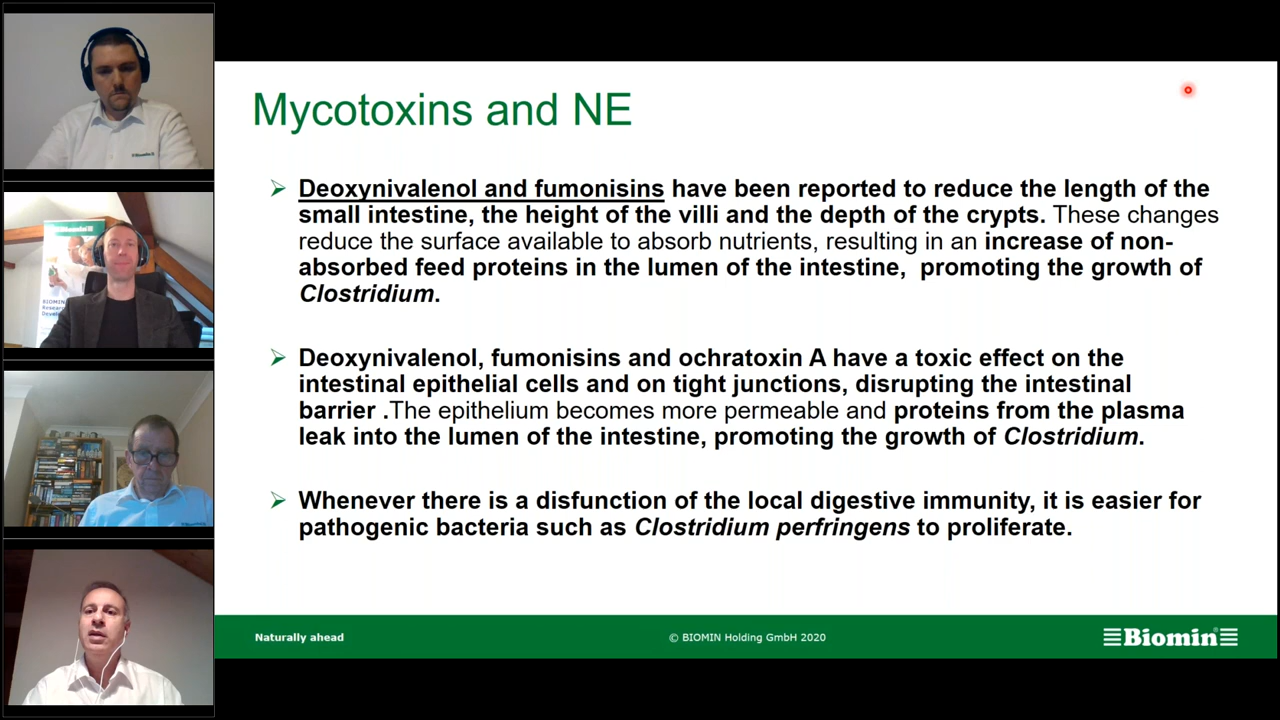 Mycotoxins and NE
➢ Deoxynivalenol and fumonisins have been reported to reduce the length of the
small intestine, the height of the villi and the depth of the crypts. These changes
reduce the surface available to absorb nutrients, resulting in an increase of non-
absorbed feed proteins in the lumen of the intestine, promoting the growth of
Clostridium.
➢ Deoxynivalenol, fumonisins and ochratoxin A have a toxic effect on the
intestinal epithelial cells and on tight junctions, disrupting the intestinal
barrier .The epithelium becomes more permeable and proteins from the plasma
leak into the lumen of the intestine, promoting the growth of Clostridium.
➢ Whenever there is a disfunction of the local digestive immunity, it is easier for
pathogenic bacteria such as Clostridium perfringens to proliferate.
Naturally ahead
© BIOMIN Holding GmbH 2020
Biomin®
Biomin
Biomin
BIOMIN